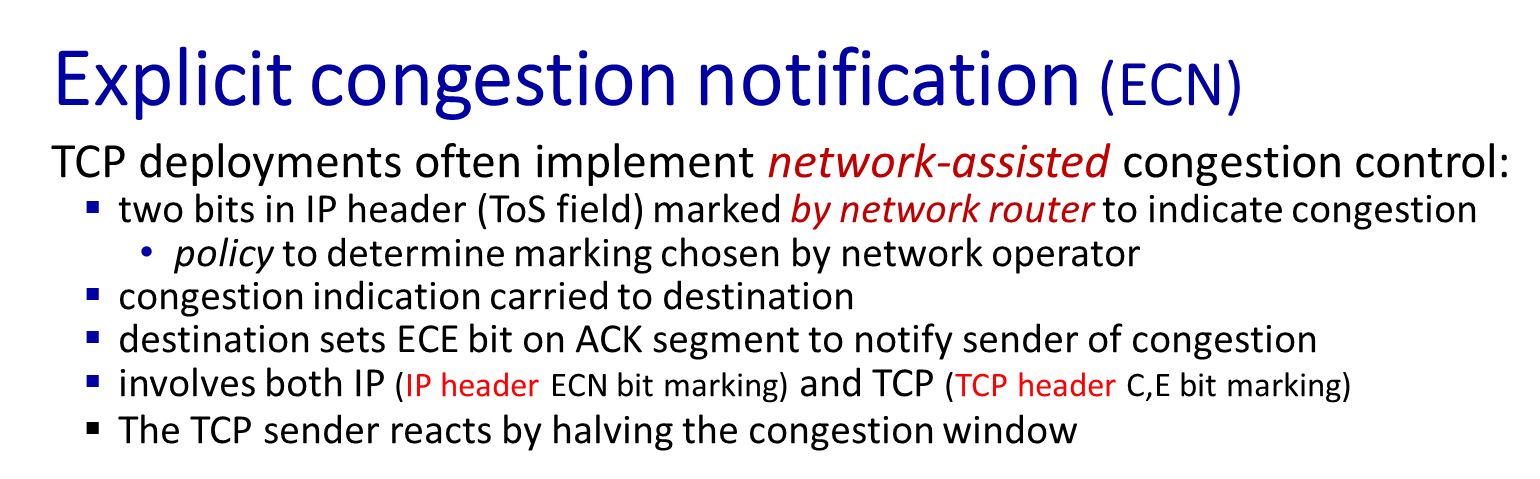 Explicit congestion notification (ECN)
TCP deployments often implement network-assisted congestion control:
▪ two bits in IP header (ToS field) marked by network router to indicate congestion
• policy to determine marking chosen by network operator
▪ congestion indication carried to destination
▪ destination sets ECE bit on ACK segment to notify sender of congestion
▪ involves both IP (IP header ECN bit marking) and TCP (TCP header C,E bit marking)
▪ The TCP sender reacts by halving the congestion window